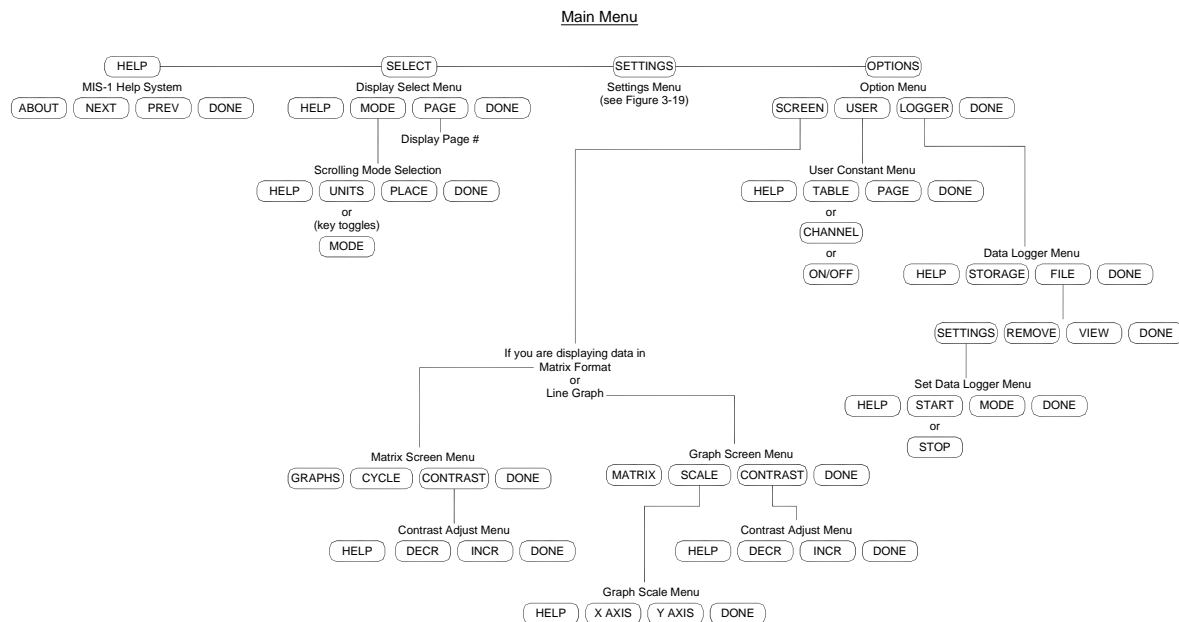 Main Menu
HELP SELECT SETTINGS OPTIONS
MIS-1 Help System Display Select Menu Settings Menu Option Menu
(see Figure 3-19)
ABOUT NEXT PREV DONE HELP MODE PAGE DONE SCREEN USER LOGGER DONE
Display Page #
Scrolling Mode Selection User Constant Menu
HELP UNITS PLACE DONE HELP TABLE PAGE DONE
or or
(key toggles)
MODE CHANNEL
or
ON/OFF
Data Logger Menu
HELP STORAGE FILE DONE
SETTINGS REMOVE VIEW DONE
If you are displaying data in
Matrix Format
or
Line Graph
Set Data Logger Menu
HELP START MODE DONE
or
STOP
Matrix Screen Menu Graph Screen Menu
GRAPHS CYCLE CONTRAST DONE MATRIX SCALE CONTRAST DONE
Contrast Adjust Menu Contrast Adjust Menu
HELP DECR INCR DONE HELP DECR INCR DONE
Graph Scale Menu
HELP X AXIS Y AXIS DONE